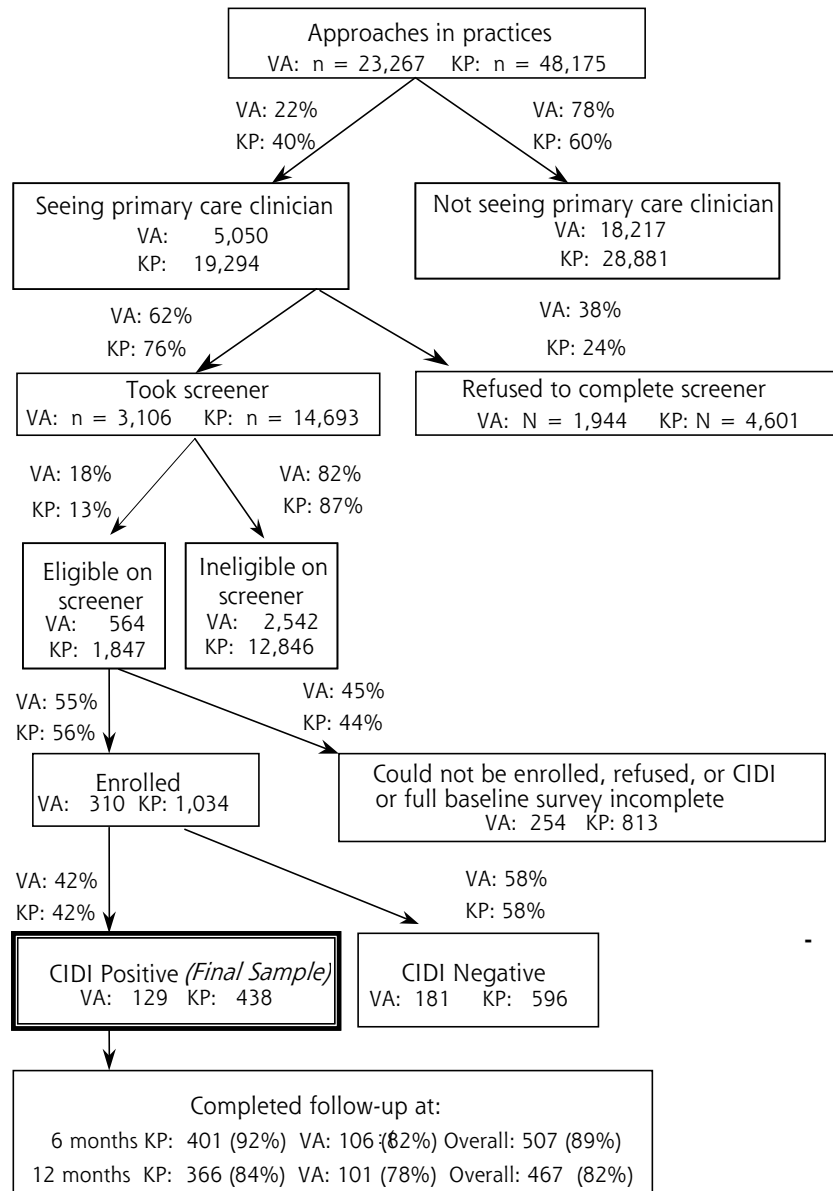 Approaches in practices
VA: n = 23,267 KP: n = 48,175
VA: 22%
KP: 40%
VA: 78%
KP: 60%
Seeing primary care clinician
VA: 5,050
KP: 19,294
Not seeing primary care clinician
VA: 18,217
KP: 28,881
VA: 62%
KP: 76%
VA: 38%
KP: 24%
Took screener
VA: n = 3,106 KP: n = 14,693
Refused to complete screener
VA: N = 1,944 KP: N = 4,601
VA: 18%
KP: 13%
VA: 82%
KP: 87%
Eligible on
screener
VA: 564
KP: 1,847
Ineligible on
screener
VA: 2,542
KP: 12,846
VA: 55%
KP: 56%
VA: 45%
KP: 44%
Enrolled
VA: 310 KP: 1,034
Could not be enrolled, refused, or CIDI
or full baseline survey incomplete
VA: 254 KP: 813
VA: 42%
KP: 42%
VA: 58%
KP: 58%
CIDI Positive (Final Sample)
VA: 129 KP: 438
CIDI Negative
VA: 181 KP: 596
-
Completed follow-up at:
6 months KP: 401 (92%) VA: 106 (82%) Overall: 507 (89%)
12 months KP: 366 (84%) VA: 101 (78%) Overall: 467 (82%)